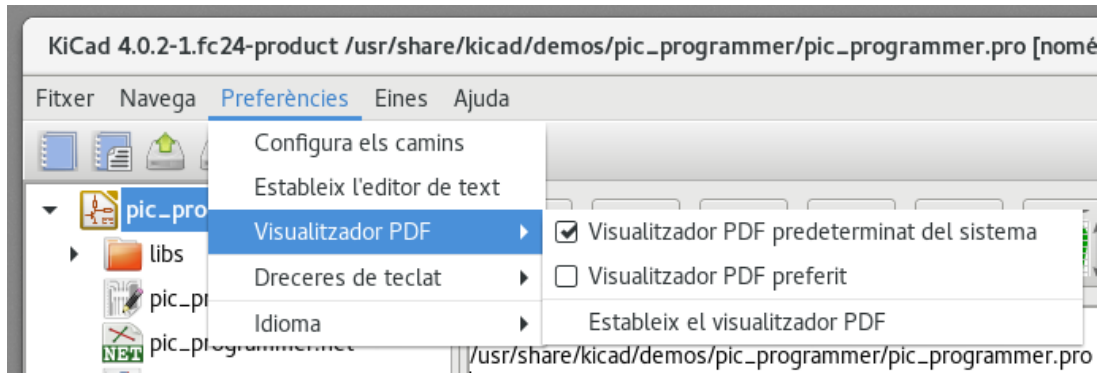 KiCad 4.0.2-1.fc24-product /usr/share/kicad/demos/pic_programmer/pic_programmer.pro [nomé
Fitxer Navega Preferències Eines Ajuda
Configura els camins
Estableix l'editor de text
pic_pro
Visualitzador PDF
Visualitzador PDF predeterminat del sistema
libs
Dreceres de teclat
Visualitzador PDF preferit
pic_pr
Idioma
Estableix el visualitzador PDF
NET pic_programmer.net
/usr/share/kicad/demos/pic_programmer/pic_programmer.pro